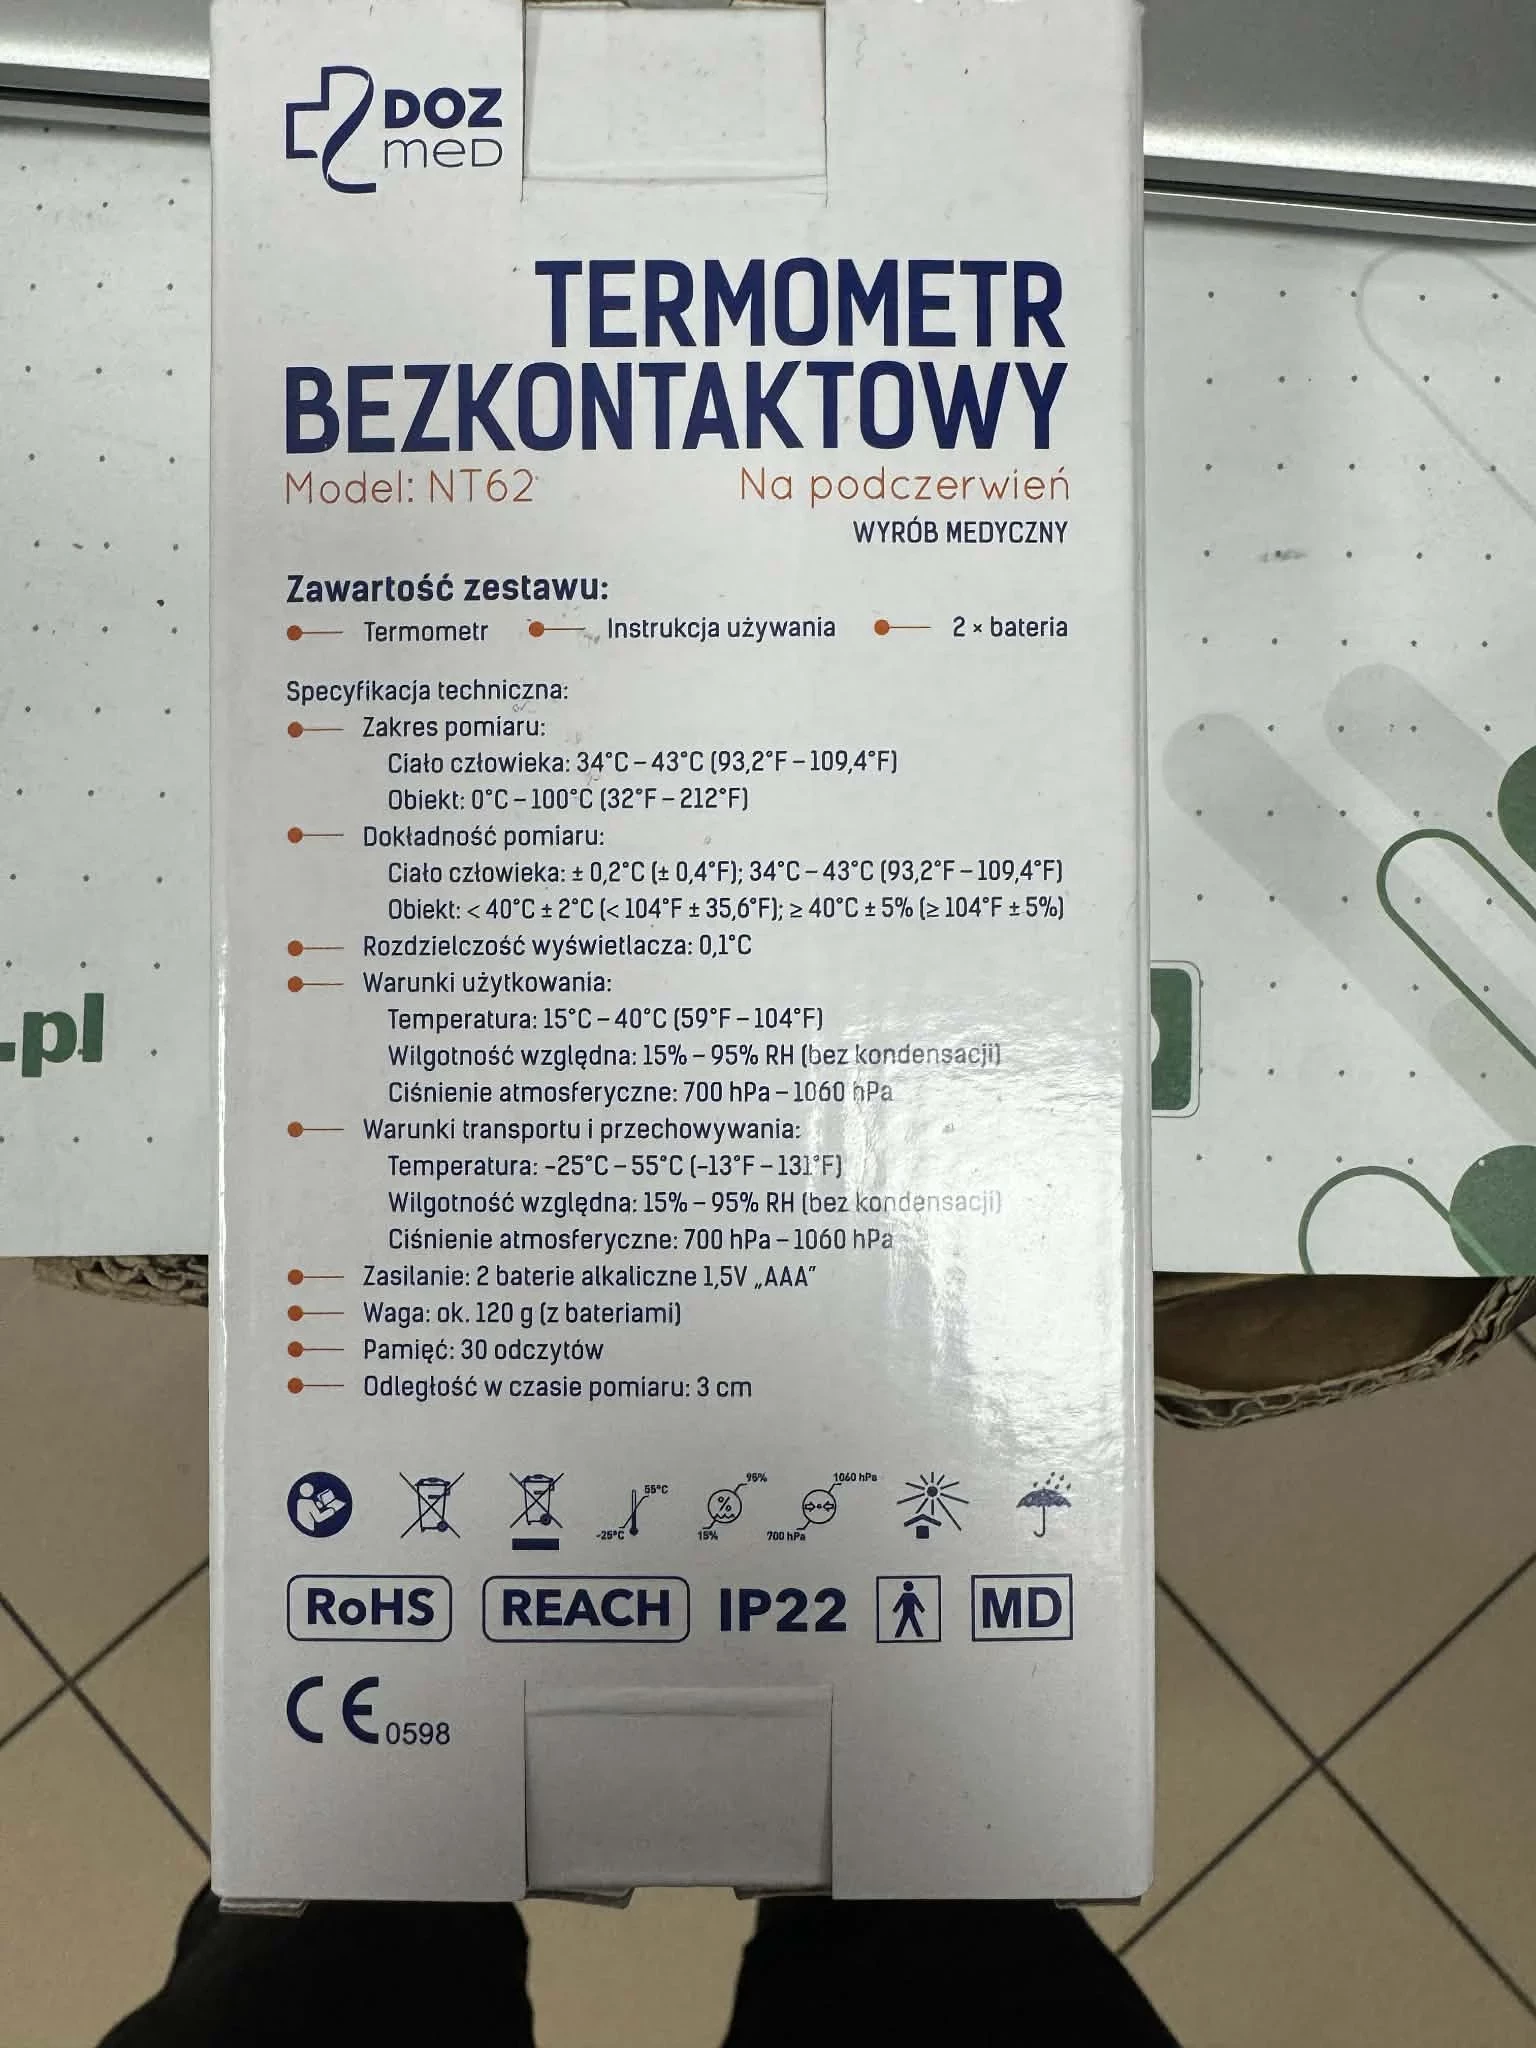 DOZ
meD
TERMOMETR
BEZKONTAKTOWY
Model: NT62 Na podczerwień
WYRÓB MEDYCZNY
Zawartość zestawu:
Termometr Instrukcja używania 2 × bateria
Specyfikacja techniczna:
Zakres pomiaru:
Ciało człowieka: 34°C – 43°C (93,2°F – 109,4°F)
Obiekt: 0°C – 100°C (32°F – 212°F)
Dokładność pomiaru:
Ciało człowieka: ± 0,2°C (± 0,4°F); 34°C – 43°C (93,2°F – 109,4°F)
Obiekt: < 40°C ± 2°C (< 104°F ± 35,6°F); ≥ 40°C ± 5% (≥ 104°F ± 5%)
Rozdzielczość wyświetlacza: 0,1°C
Warunki użytkowania:
Temperatura: 15°C – 40°C (59°F – 104°F)
Wilgotność względna: 15% – 95% RH (bez kondensacji)
.pl
Ciśnienie atmosferyczne: 700 hPa – 1060 hPa
Warunki transportu i przechowywania:
Temperatura: -25°C – 55°C (-13°F – 131°F)
Wilgotność względna: 15% – 95% RH (bez kondensacji)
Ciśnienie atmosferyczne: 700 hPa – 1060 hPa
Zasilanie: 2 baterie alkaliczne 1,5V „AAA”
Waga: ok. 120 g (z bateriami)
Pamięć: 30 odczytów
Odległość w czasie pomiaru: 3 cm
55°C 95% 1060 hPa
%
-25°C 15% 700 hPa
RoHS REACH IP22 MD
CE 0598